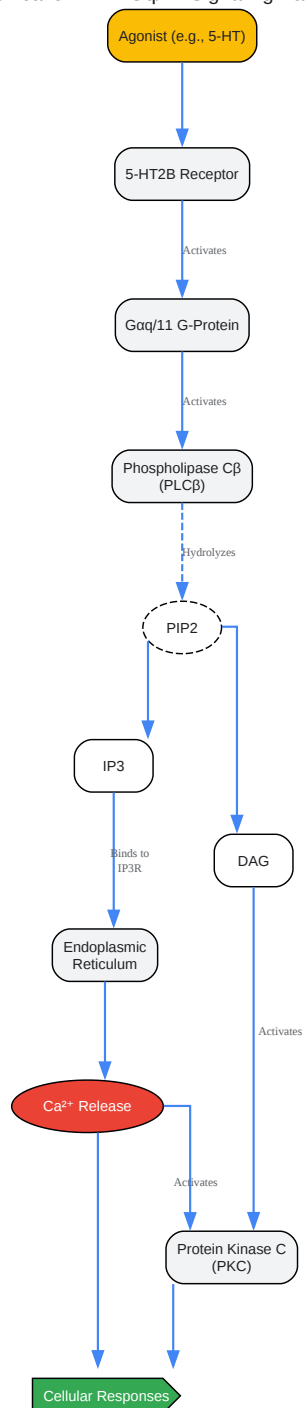 Agonist (e.g., 5-HT)
5-HT2B Receptor
Activates
Gαq/11 G-Protein
Activates
Phospholipase Cβ
(PLCβ)
Hydrolyzes
PIP2
IP3
Binds to
IP3R
DAG
Endoplasmic
Reticulum
Activates
Ca²⁺ Release
Activates
Protein Kinase C
(PKC)
Cellular Responses